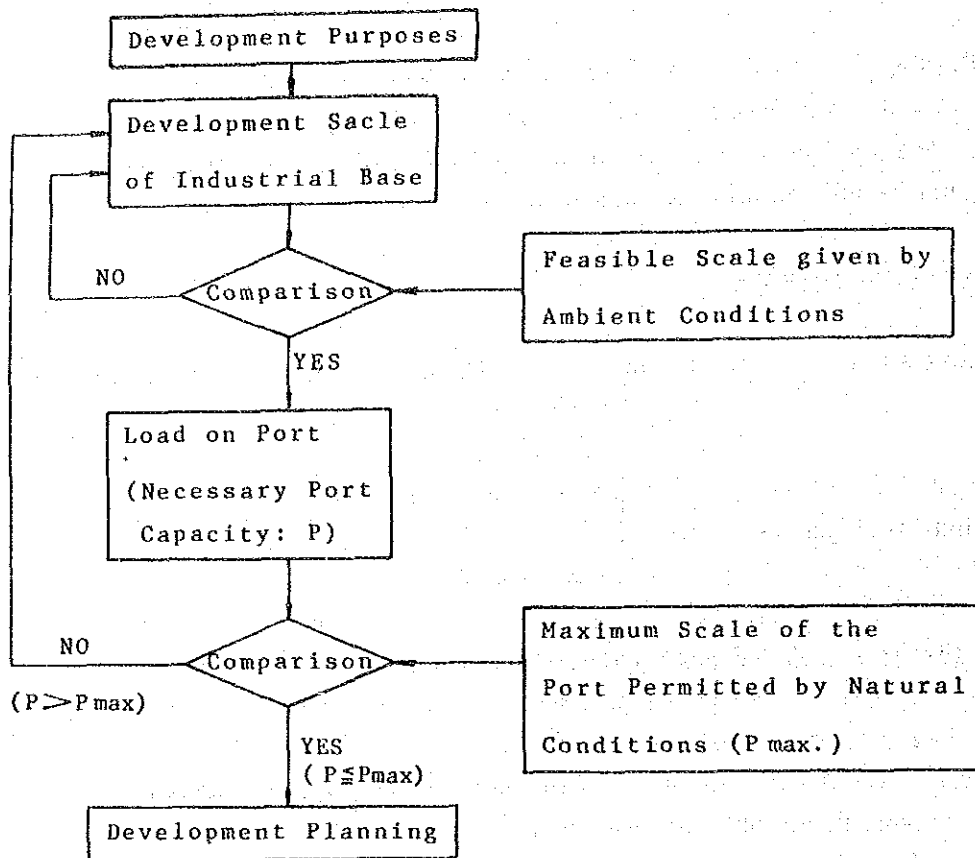 Development Purposes
Development Sacle
of Industrial Base
NO
Comparison
Feasible Scale given by
Ambient Conditions
YES
Load on Port
(Necessary Port
Capacity: P)
NO
Comparison
(P>Pmax)
Maximum Scale of the
Port Permitted by Natural
Conditions (P max.)
YES
(P≦Pmax)
Development Planning